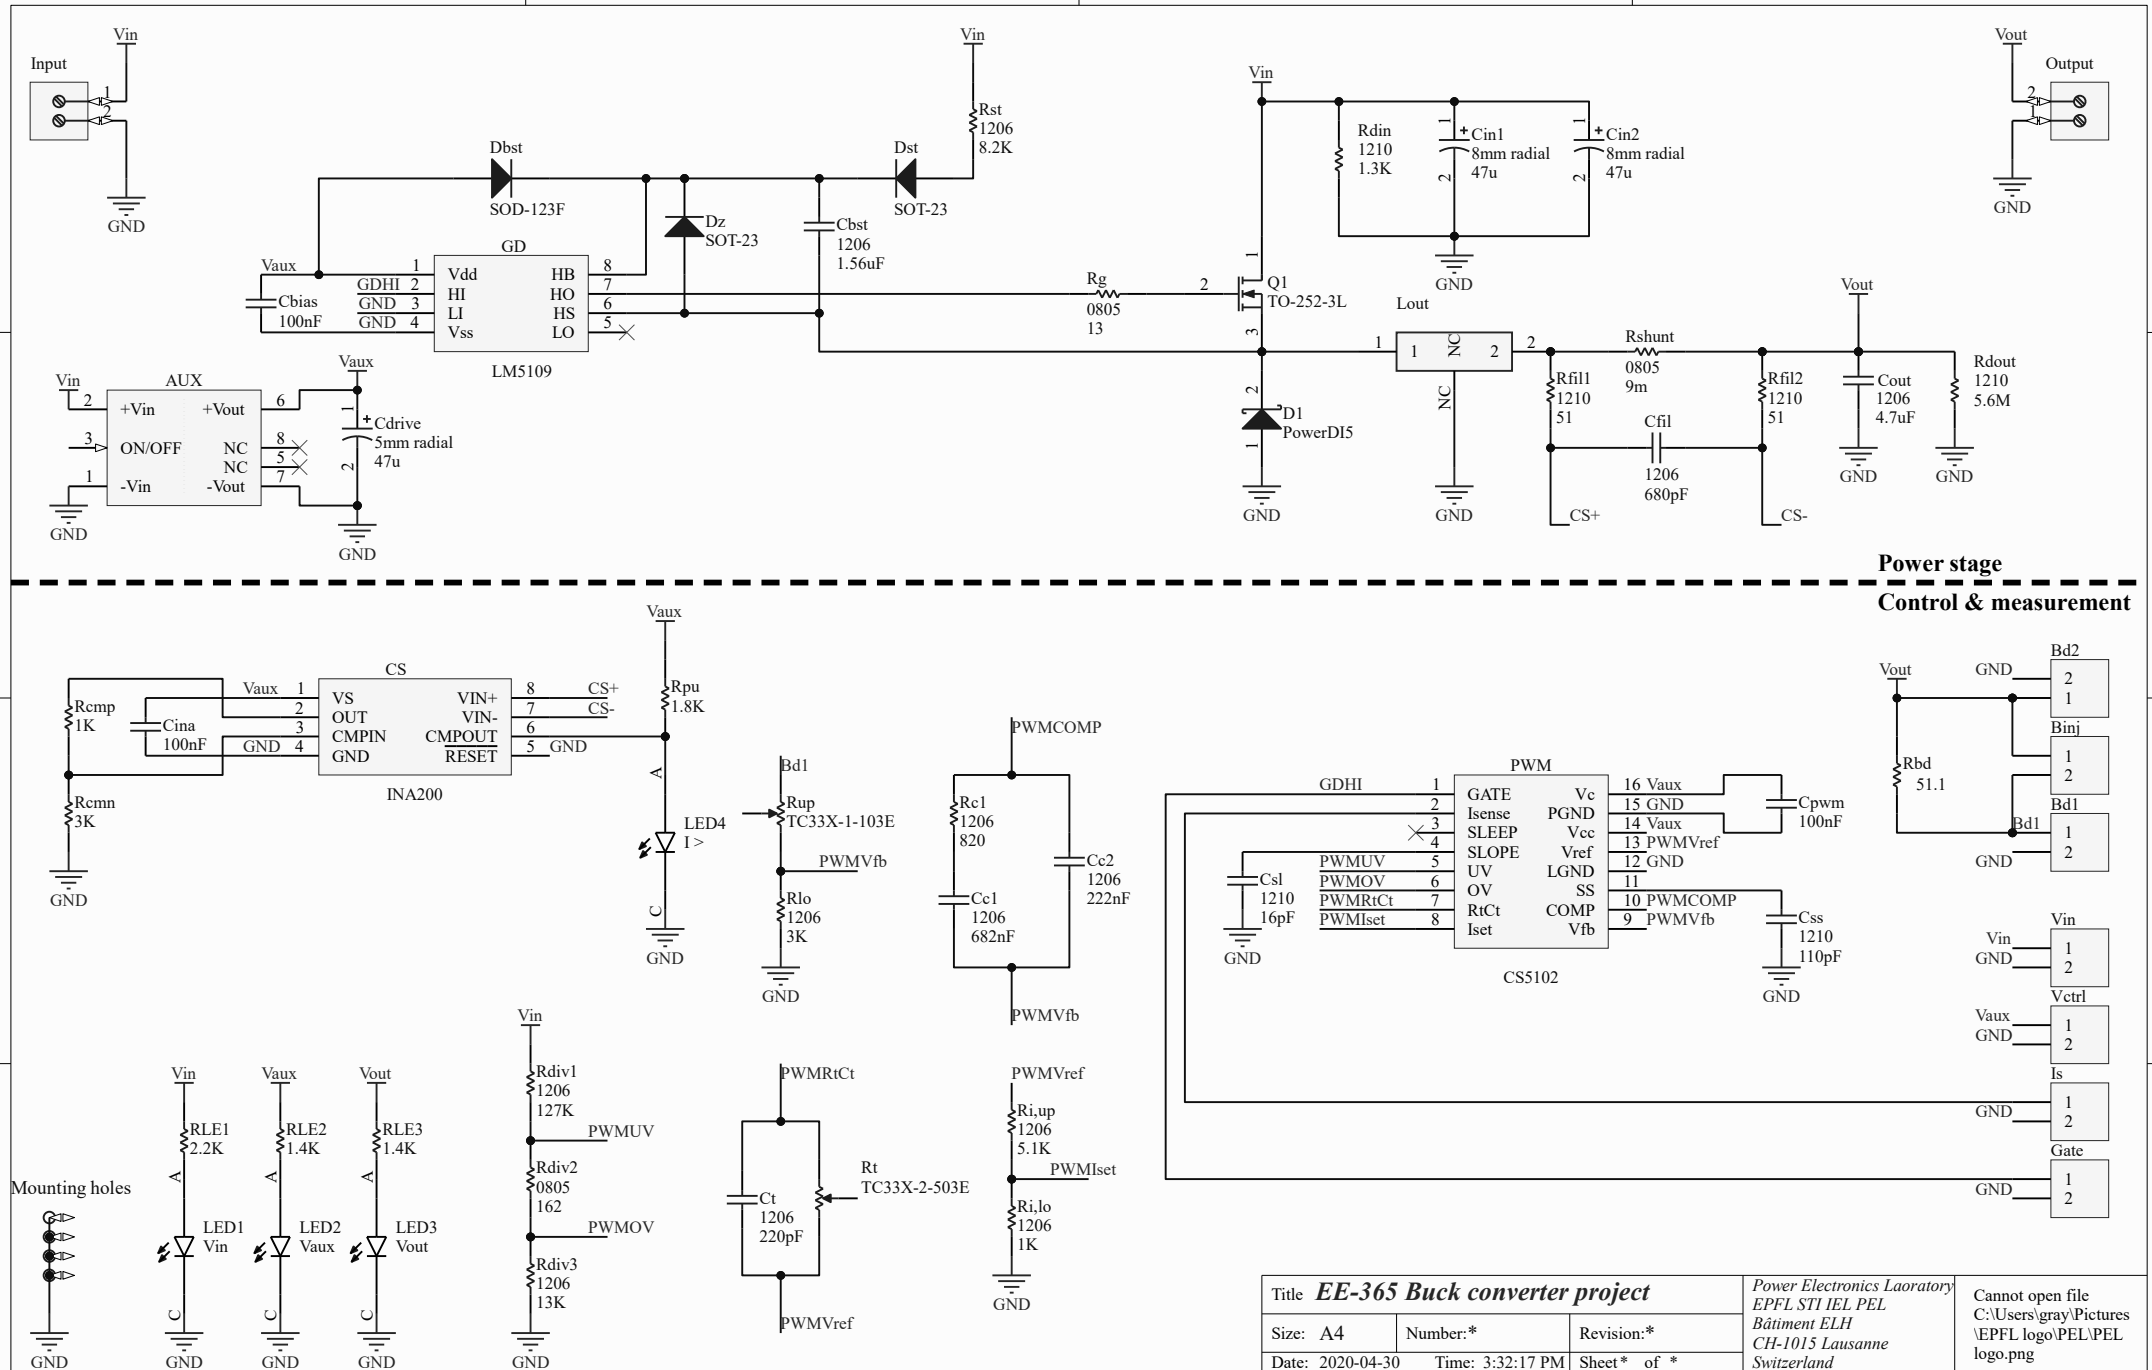 Vin
Input
1
2
GND
Vin
Rst
1206
8.2K
Dbst
SOD-123F
Dst
SOT-23
Dz
SOT-23
Cbst
1206
1.56uF
GD
Vaux
Cbias
100nF
GDHI
GND
GND
1
2
3
4
Vdd
HI
LI
Vss
HB
HO
HS
LO
8
7
6
5
LM5109
Rg
0805
13
Vin
Rdin
1210
1.3K
1
Cin1
8mm radial
47u
2
1
Cin2
8mm radial
47u
2
GND
1
2
Q1
TO-252-3L
3
2
D1
PowerDI5
1
GND
Lout
1
1
NC
2
2
NC
GND
Rshunt
0805
9m
Rfil1
1210
51
Rfil2
1210
51
Cfil
1206
680pF
CS+
CS-
Vout
Cout
1206
4.7uF
GND
Rdout
1210
5.6M
GND
Vout
Output
2
1
GND
Vin
AUX
2
3
1
+Vin
ON/OFF
-Vin
+Vout
NC
NC
-Vout
6
8
5
7
GND
Vaux
1
Cdrive
5mm radial
47u
2
GND
Power stage
Control & measurement
CS
Rcmp
1K
Rcmn
3K
GND
Cina
100nF
Vaux
GND
1
2
3
4
VS
OUT
CMPIN
GND
VIN+
VIN-
CMPOUT
RESET
8
7
6
5
CS+
CS-
GND
INA200
Vaux
Rpu
1.8K
A
LED4
I >
C
GND
Bd1
Rup
TC33X-1-103E
PWMVfb
Rlo
1206
3K
GND
PWMCOMP
Rc1
1206
820
Cc1
1206
682nF
Cc2
1206
222nF
PWMVfb
PWM
GDHI
1
2
3
4
5
6
7
8
PWMUV
PWMOV
PWMRtCt
PWMIset
Csl
1210
16pF
GND
GATE
Isense
SLEEP
SLOPE
UV
OV
RtCt
Iset
Vc
PGND
Vcc
Vref
LGND
SS
COMP
Vfb
16 Vaux
15 GND
14 Vaux
13 PWMVref
12 GND
11
10 PWMCOMP
9 PWMVfb
CS5102
Cpwm
100nF
Css
1210
110pF
GND
Vout
Rbd
51.1
Bd2
GND
2
1
Binj
1
2
Bd1
Bd1
1
GND
2
Vin
Vin
1
GND
2
Vctrl
Vaux
1
GND
2
Is
1
GND
2
Gate
1
GND
2
Mounting holes
GND
Vin
RLE1
2.2K
A
LED1
Vin
C
GND
Vaux
RLE2
1.4K
A
LED2
Vaux
C
GND
Vout
RLE3
1.4K
A
LED3
Vout
C
GND
Vin
Rdiv1
1206
127K
PWMUV
Rdiv2
0805
162
PWMOV
Rdiv3
1206
13K
GND
PWMRtCt
Ct
1206
220pF
Rt
TC33X-2-503E
PWMVref
PWMVref
Ri,up
1206
5.1K
PWMIset
Ri,lo
1206
1K
GND
Title EE-365 Buck converter project
Size: A4
Number:*
Revision:*
Date: 2020-04-30
Time: 3:32:17 PM
Sheet* of *
Power Electronics Laoratory
EPFL STI IEL PEL
Bâtiment ELH
CH-1015 Lausanne
Switzerland
Cannot open file
C:\Users\gray\Pictures
\EPFL logo\PEL\PEL
logo.png